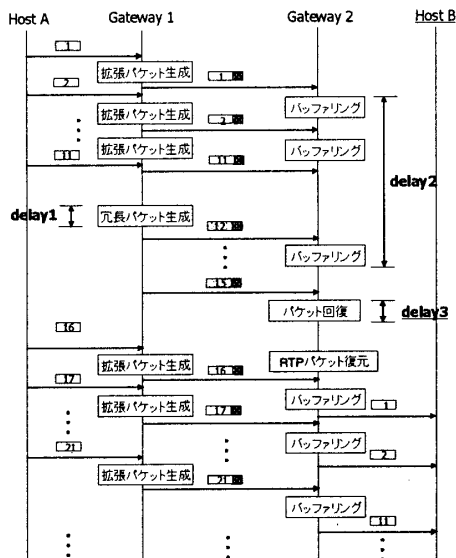 Host A Gateway 1 Gateway 2 Host B
1
拡張パケット生成 1
2
バッファリング
拡張パケット生成 2
バッファリング
拡張パケット生成
11 11
delay2
delay1 冗長パケット生成
12
バッファリング
15
パケット回復 delay3
16
RTPパケット復元
拡張パケット生成 16
17
バッファリング
拡張パケット生成 17 1
バッファリング
21 2
拡張パケット生成 21
バッファリング
11